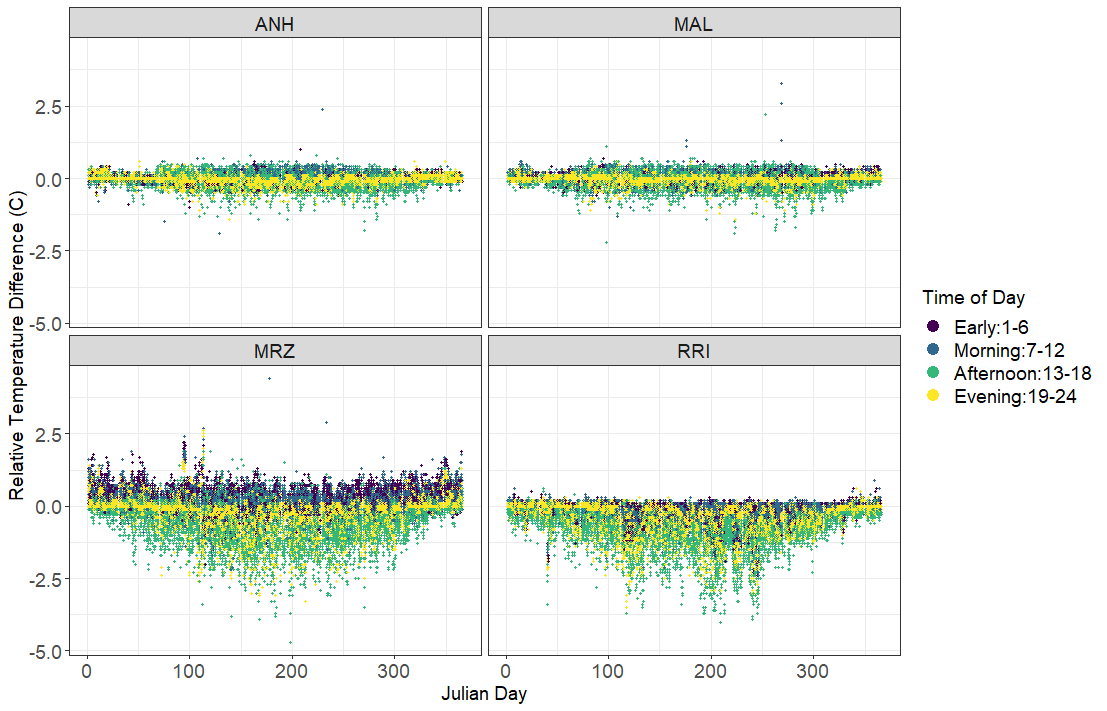 ANH
MAL
2.5
0.0
-2.5
-5.0
Relative Temperature Difference (C)
MRZ
RRI
2.5
0.0
-2.5
-5.0
0
100
200
300
0
100
200
300
Julian Day
Time of Day
Early:1-6
Morning:7-12
Afternoon:13-18
Evening:19-24